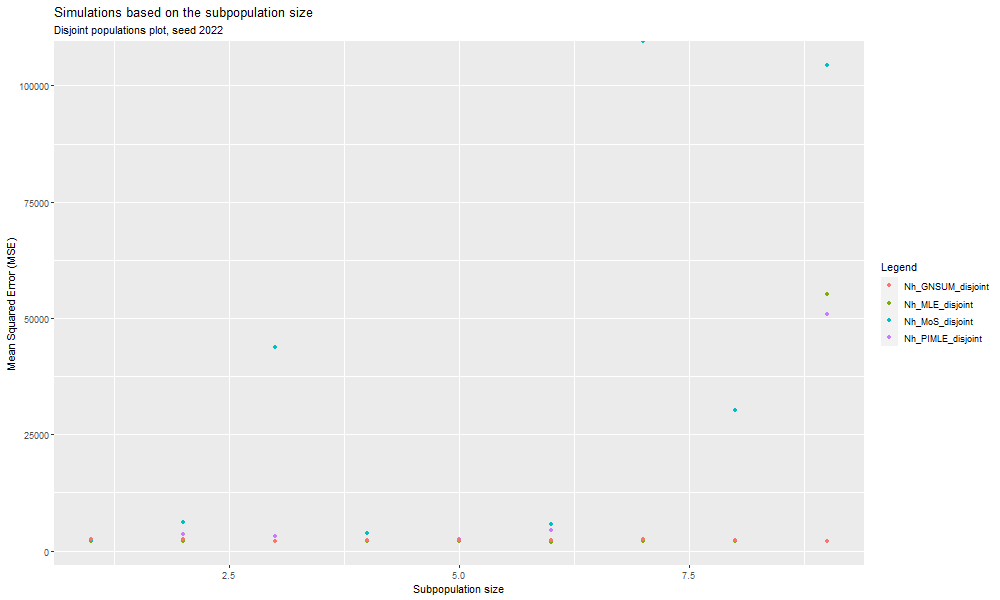 Simulations based on the subpopulation size
Disjoint populations plot, seed 2022
Mean Squared Error (MSE)
100000
75000
50000
25000
0
2.5
5.0
7.5
Subpopulation size
Legend
Nh_GNSUM_disjoint
Nh_MLE_disjoint
Nh_MoS_disjoint
Nh_PIMLE_disjoint